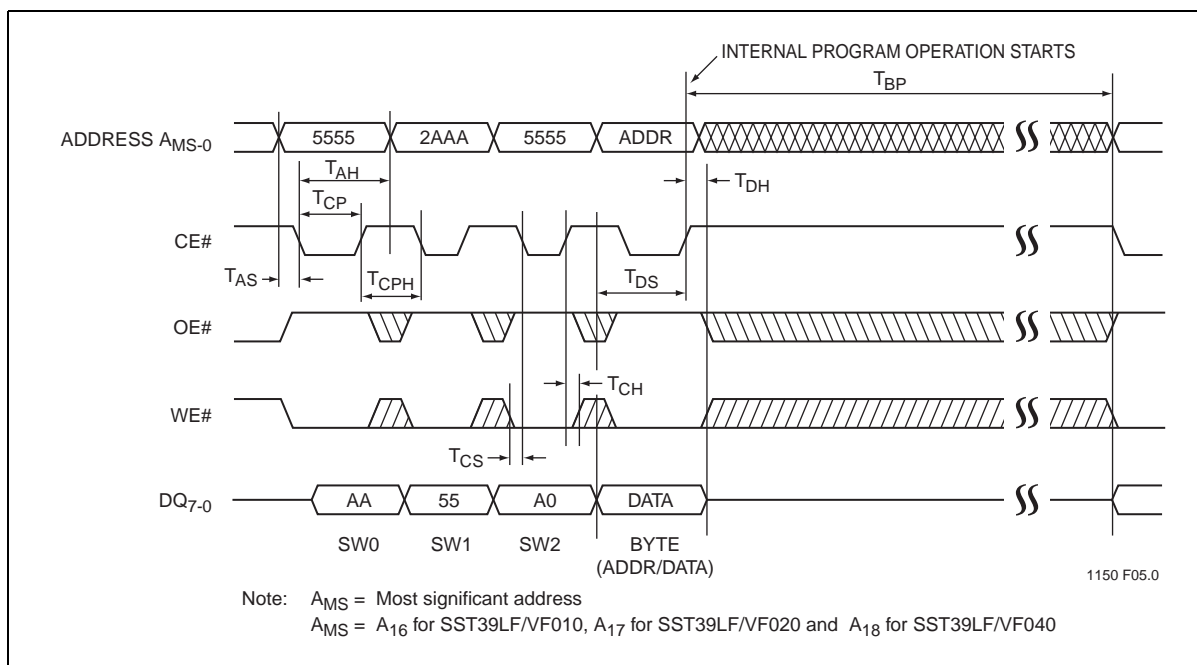 INTERNAL PROGRAM OPERATION STARTS
TBP
ADDRESS AMS-0
5555
2AAA
5555
ADDR
TAH
TDH
TCP
CE#
TAS
TCPH
TDS
OE#
TCH
WE#
TCS
DQ7-0
AA
55
A0
DATA
SW0
SW1
SW2
BYTE
(ADDR/DATA)
1150 F05.0
Note: AMS = Most significant address
AMS = A16 for SST39LF/VF010, A17 for SST39LF/VF020 and A18 for SST39LF/VF040